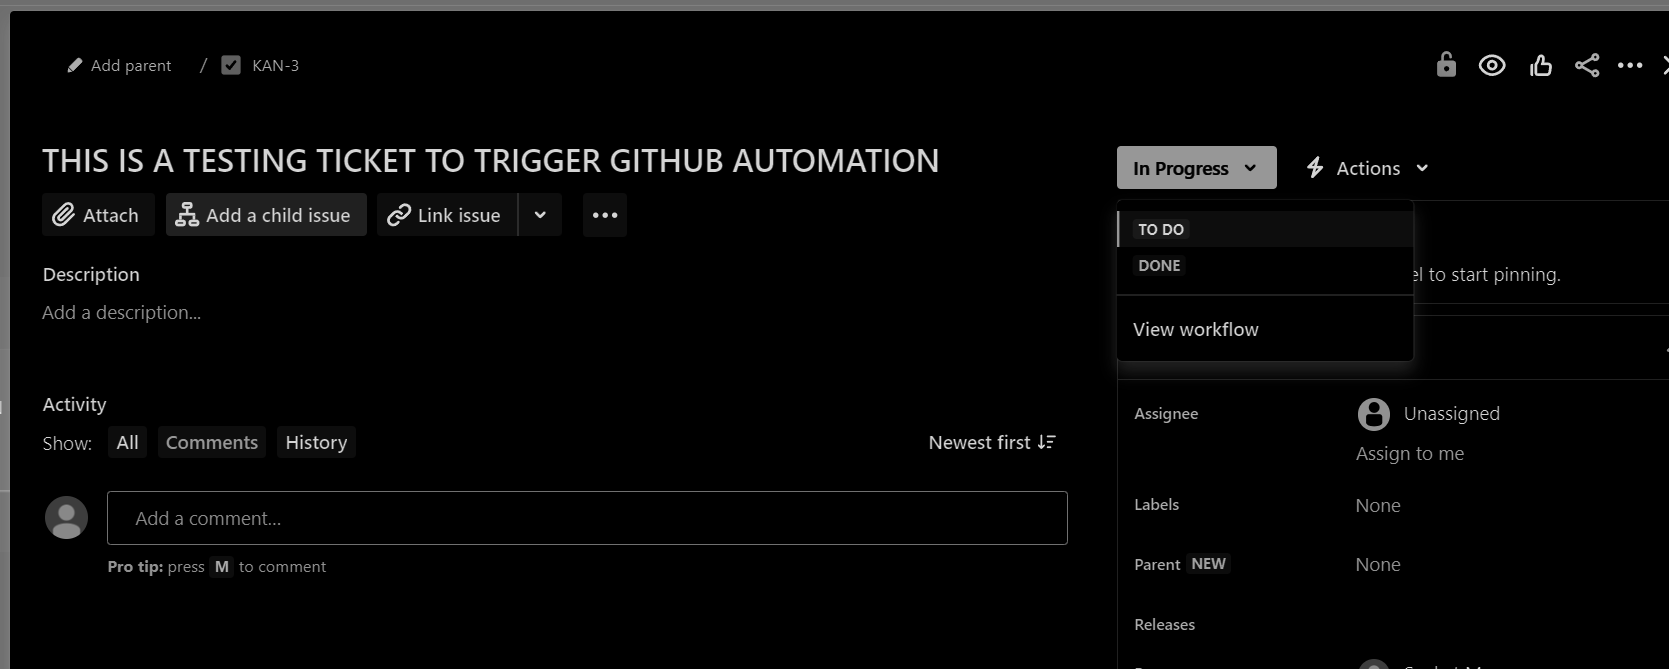 Add parent / KAN-3
THIS IS A TESTING TICKET TO TRIGGER GITHUB AUTOMATION
Attach
Add a child issue
Link issue
Description
Add a description...
Activity
Show: All Comments History
Newest first
Add a comment...
Pro tip: press M to comment
In Progress
Actions
TO DO
DONE
el to start pinning.
View workflow
Assignee
Unassigned
Assign to me
Labels
None
Parent NEW
None
Releases